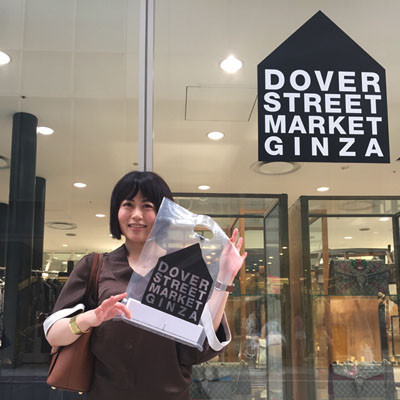 DOVER
STREET
MARKET
GINZA
DOVER
STREET
MARKET
GINZA